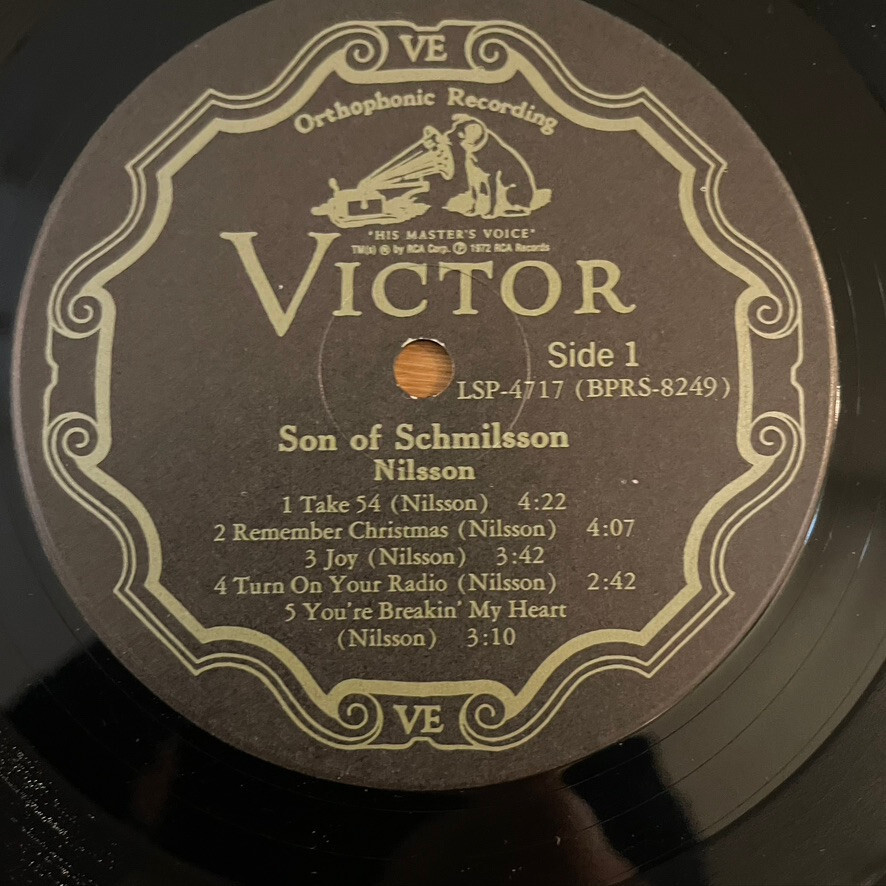 VE
Orthophonic Recording
"HIS MASTER'S VOICE"
TM(s) ® by RCA Corp. ℗ 1972 RCA Records
VICTOR
Side 1
LSP-4717 (BPRS-8249)
Son of Schmilsson
Nilsson
1 Take 54 (Nilsson) 4:22
2 Remember Christmas (Nilsson) 4:07
3 Joy (Nilsson) 3:42
4 Turn On Your Radio (Nilsson) 2:42
5 You're Breakin' My Heart
(Nilsson) 3:10
VE